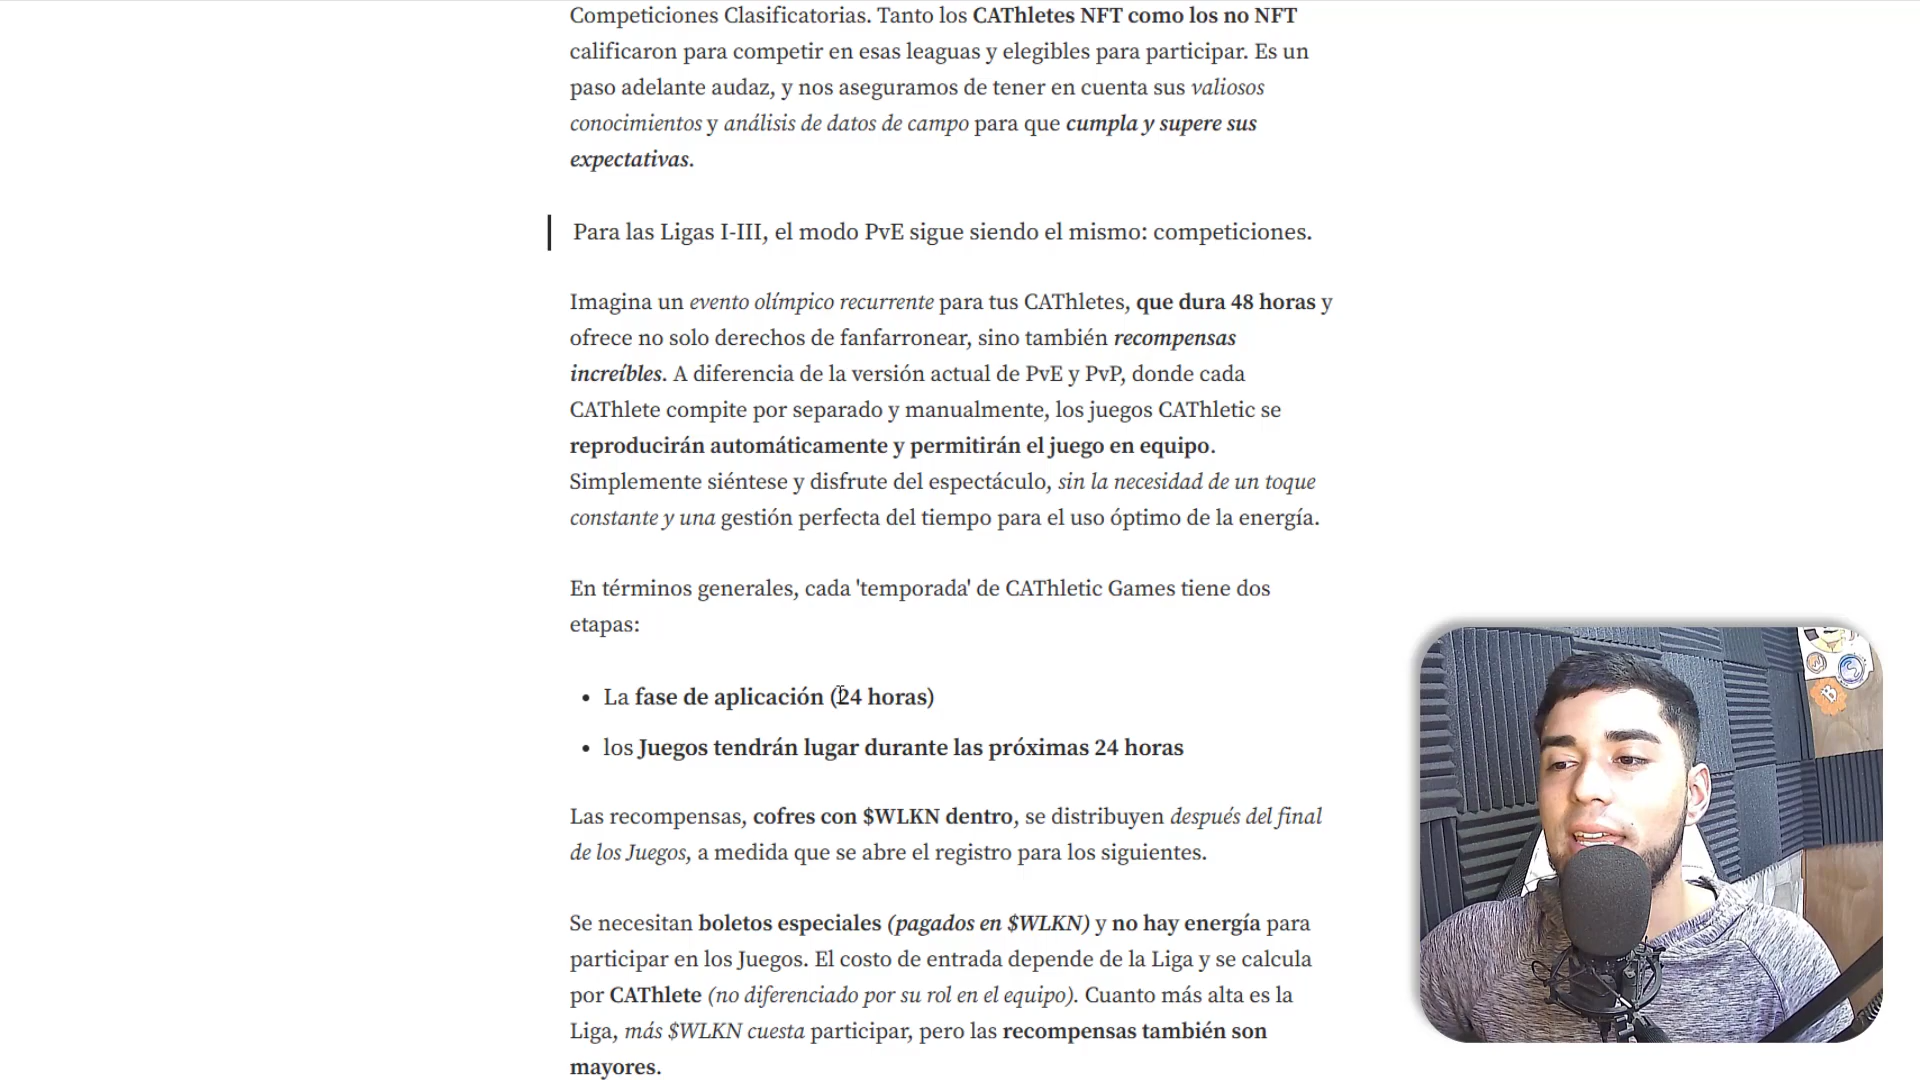 Competiciones Clasificatorias. Tanto los CAThletes NFT como los no NFT
calificaron para competir en esas leaguas y elegibles para participar. Es un
paso adelante audaz, y nos aseguramos de tener en cuenta sus valiosos
conocimientos y análisis de datos de campo para que cumpla y supere sus
expectativas.
Para las Ligas I-III, el modo PvE sigue siendo el mismo: competiciones.
Imagina un evento olímpico recurrente para tus CAThletes, que dura 48 horas y
ofrece no solo derechos de fanfarronear, sino también recompensas
increíbles. A diferencia de la versión actual de PvE y PvP, donde cada
CAThlete compite por separado y manualmente, los juegos CAThletic se
reproducirán automáticamente y permitirán el juego en equipo.
Simplemente siéntese y disfrute del espectáculo, sin la necesidad de un toque
constante y una gestión perfecta del tiempo para el uso óptimo de la energía.
En términos generales, cada 'temporada' de CAThletic Games tiene dos
etapas:
• La fase de aplicación (24 horas)
• los Juegos tendrán lugar durante las próximas 24 horas
Las recompensas, cofres con $WLKN dentro, se distribuyen después del final
de los Juegos, a medida que se abre el registro para los siguientes.
Se necesitan boletos especiales (pagados en $WLKN) y no hay energía para
participar en los Juegos. El costo de entrada depende de la Liga y se calcula
por CAThlete (no diferenciado por su rol en el equipo). Cuanto más alta es la
Liga, más $WLKN cuesta participar, pero las recompensas también son
mayores.